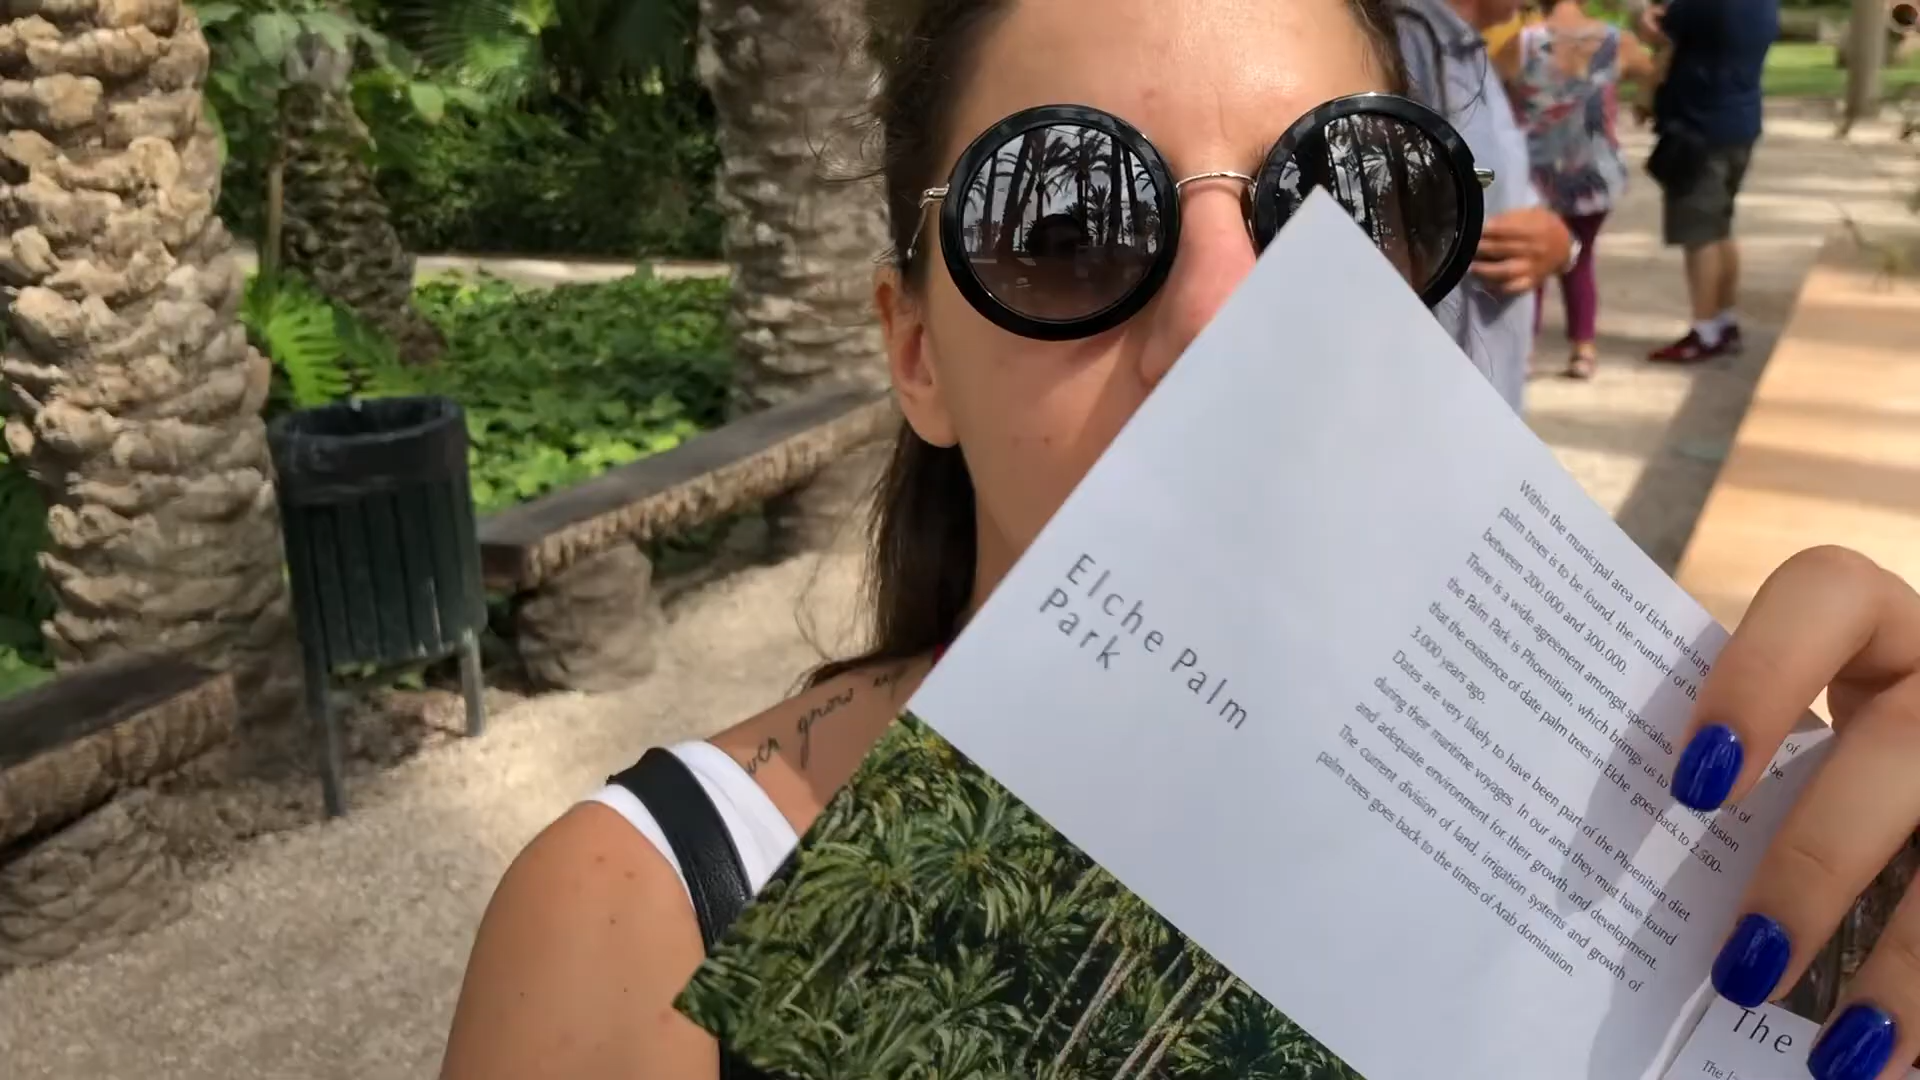 Elche Palm
Park
Within the municipal area of Elche the
palm trees is to be found, the number of
between 200.000 and 300.000.
There is a wide agreement amongst specialists
the Palm Park is Phoenitian, which brings us to
that the existence of date palm trees in Elche goes back to 2.500-
3.000 years ago.
Dates are very likely to have been part of the Phoenitian diet
during their maritime voyages. In our area they must have found
and adequate environment for their growth and development.
The current division of land, irrigation systems and growth of
palm trees goes back to the times of Arab domination.
of
be
of
The
The
grow